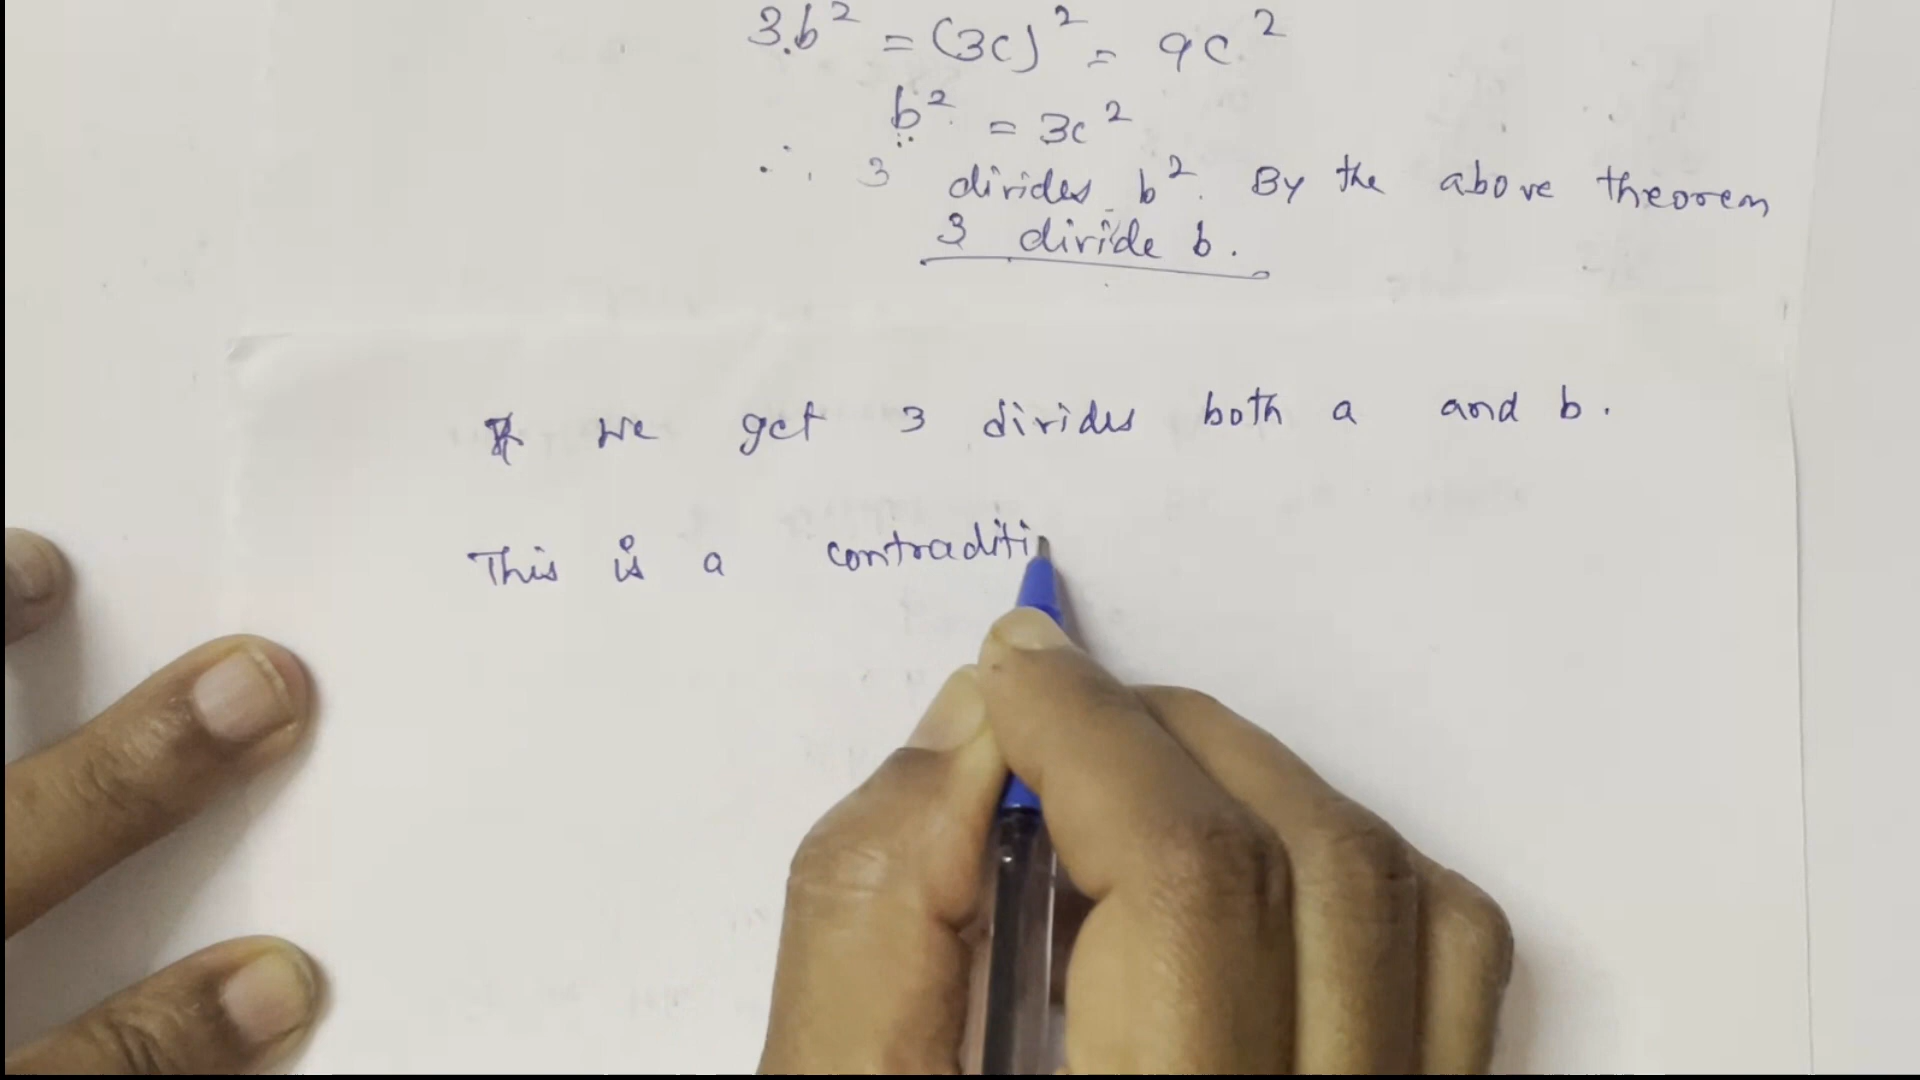 3.b² = (3c)² = 9c²
b² = 3c²
∴ 3 divides b². By the above theorem
3 divide b.
we get 3 divides both a and b.
This is a contraditi